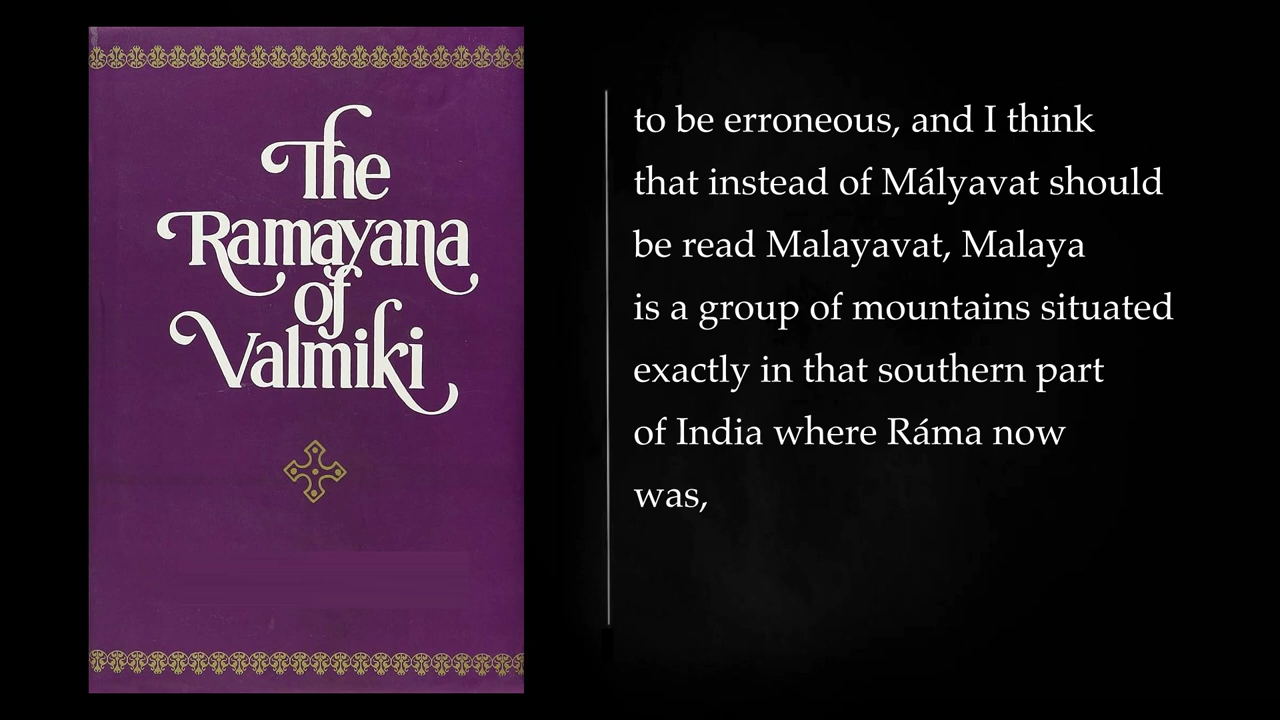 The
Ramayana
of
Valmiki
to be erroneous, and I think
that instead of Mályavat should
be read Malayavat, Malaya
is a group of mountains situated
exactly in that southern part
of India where Ráma now
was,